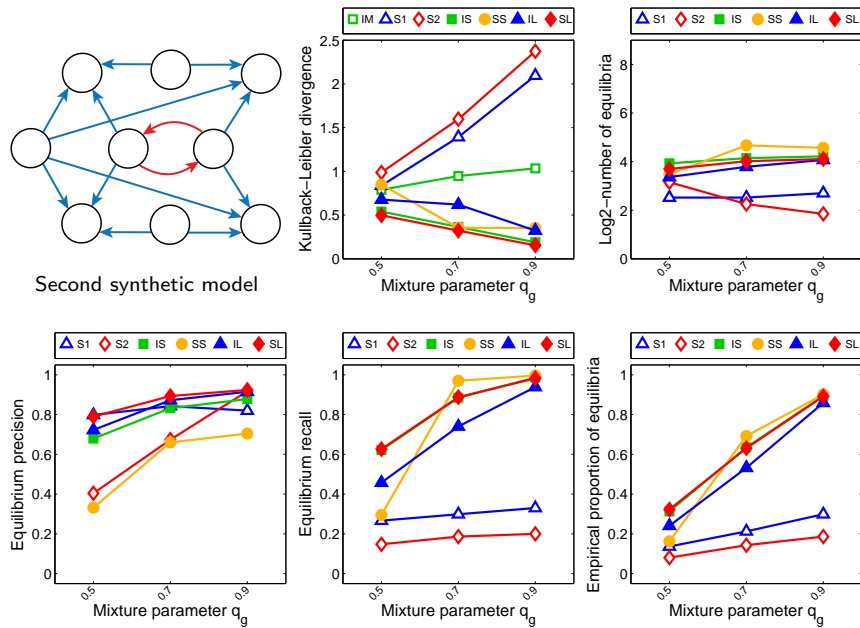 IM S1 S2 IS SS IL SL
Kullback−Leibler divergence
2.5
2
1.5
1
0.5
0
0.5 0.7 0.9
Mixture parameter q_g
S1 S2 IS SS IL SL
Log2−number of equilibria
8
6
4
2
0
0.5 0.7 0.9
Mixture parameter q_g
Second synthetic model
S1 S2 IS SS IL SL
Equilibrium precision
1
0.8
0.6
0.4
0.2
0
0.5 0.7 0.9
Mixture parameter q_g
S1 S2 IS SS IL SL
Equilibrium recall
1
0.8
0.6
0.4
0.2
0
0.5 0.7 0.9
Mixture parameter q_g
S1 S2 IS SS IL SL
Empirical proportion of equilibria
1
0.8
0.6
0.4
0.2
0
0.5 0.7 0.9
Mixture parameter q_g